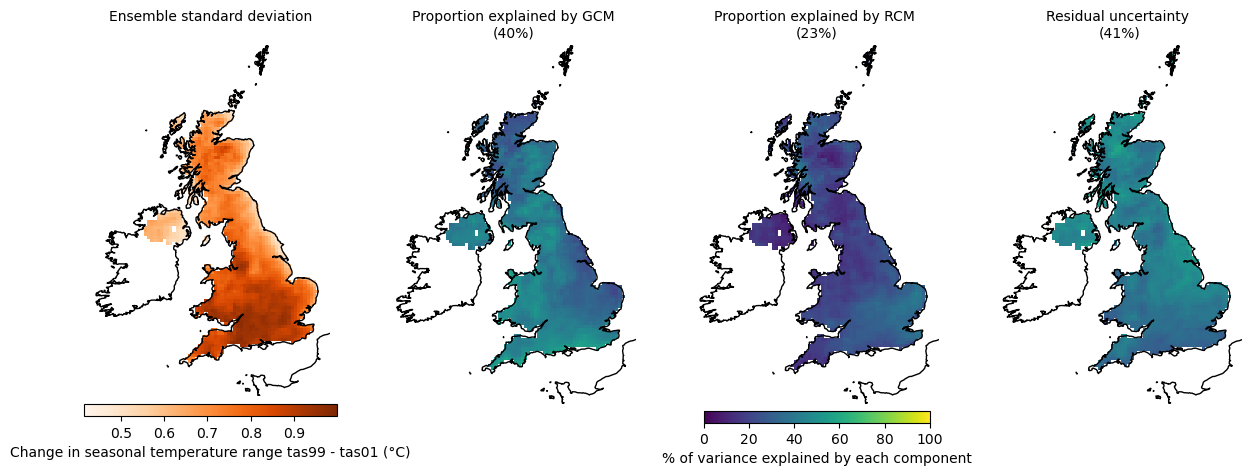 Ensemble standard deviation
Proportion explained by GCM
(40%)
Proportion explained by RCM
(23%)
Residual uncertainty
(41%)
0.5 0.6 0.7 0.8 0.9
Change in seasonal temperature range tas99 - tas01 (°C)
0 20 40 60 80 100
% of variance explained by each component